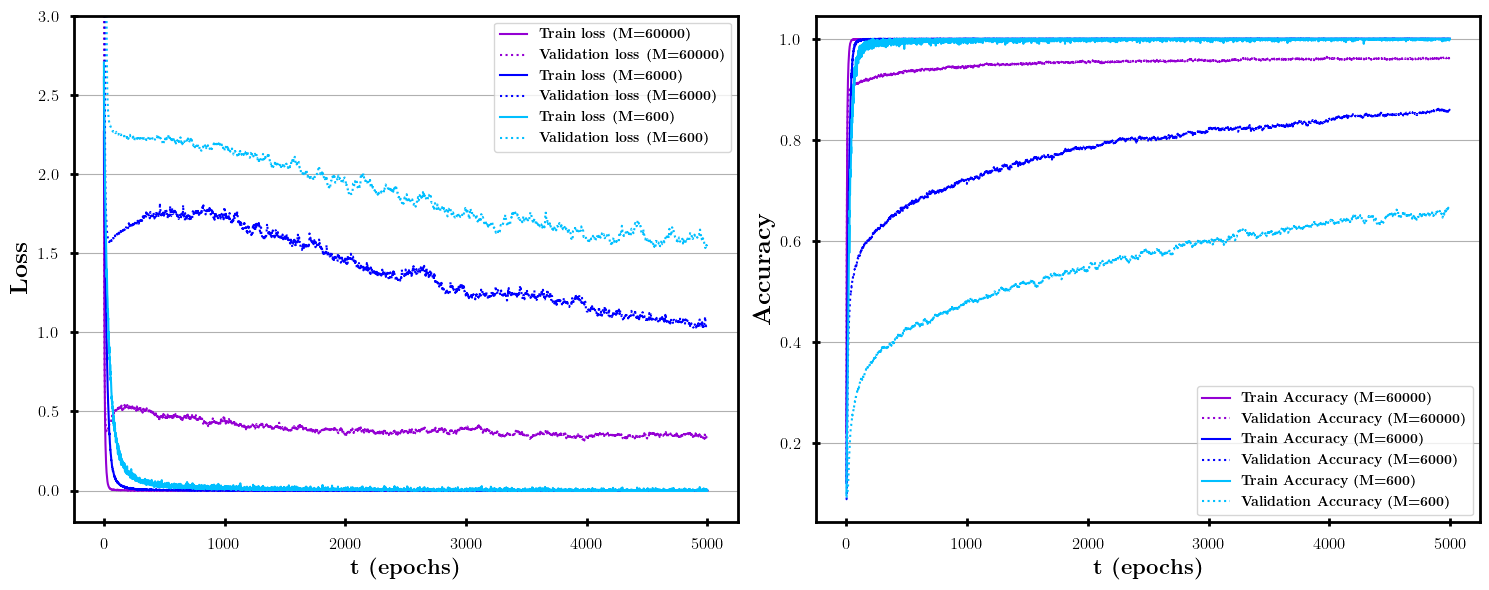 3.0
2.5
2.0
1.5
1.0
0.5
0.0
Loss
0 1000 2000 3000 4000 5000
t (epochs)
Train loss (M=60000)
Validation loss (M=60000)
Train loss (M=6000)
Validation loss (M=6000)
Train loss (M=600)
Validation loss (M=600)
1.0
0.8
0.6
0.4
0.2
Accuracy
0 1000 2000 3000 4000 5000
t (epochs)
Train Accuracy (M=60000)
Validation Accuracy (M=60000)
Train Accuracy (M=6000)
Validation Accuracy (M=6000)
Train Accuracy (M=600)
Validation Accuracy (M=600)